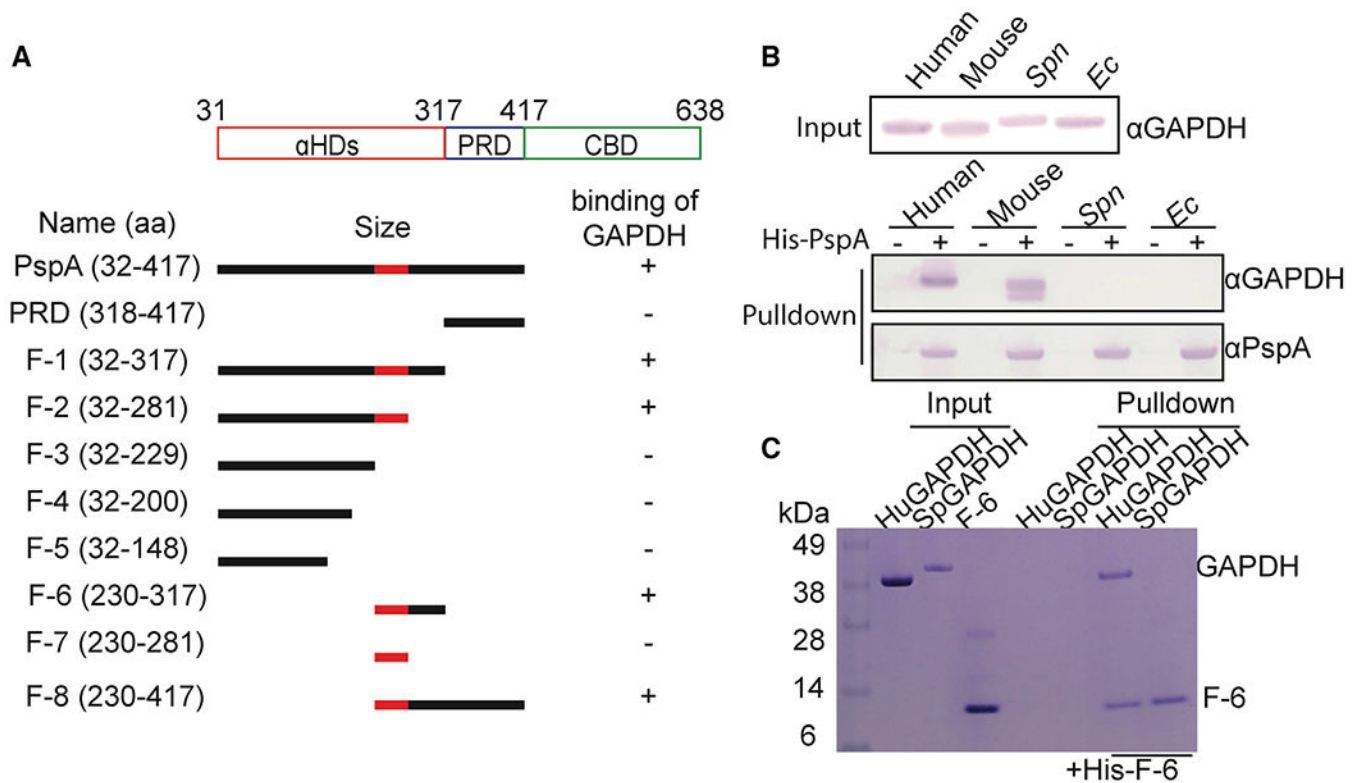 A
31 317 417 638
αHDs PRD CBD
Name (aa) Size binding of GAPDH
PspA (32-417) +
PRD (318-417) -
F-1 (32-317) +
F-2 (32-281) +
F-3 (32-229) -
F-4 (32-200) -
F-5 (32-148) -
F-6 (230-317) +
F-7 (230-281) -
F-8 (230-417) +
B
Human Mouse Spn Ec
Input αGAPDH
Human Mouse Spn Ec
His-PspA - + - + - + - +
Pulldown
αGAPDH
αPspA
C
Input Pulldown
HuGAPDH SpGAPDH F-6 HuGAPDH SpGAPDH HuGAPDH SpGAPDH
kDa
49
38
28
14
6
GAPDH
F-6
+His-F-6